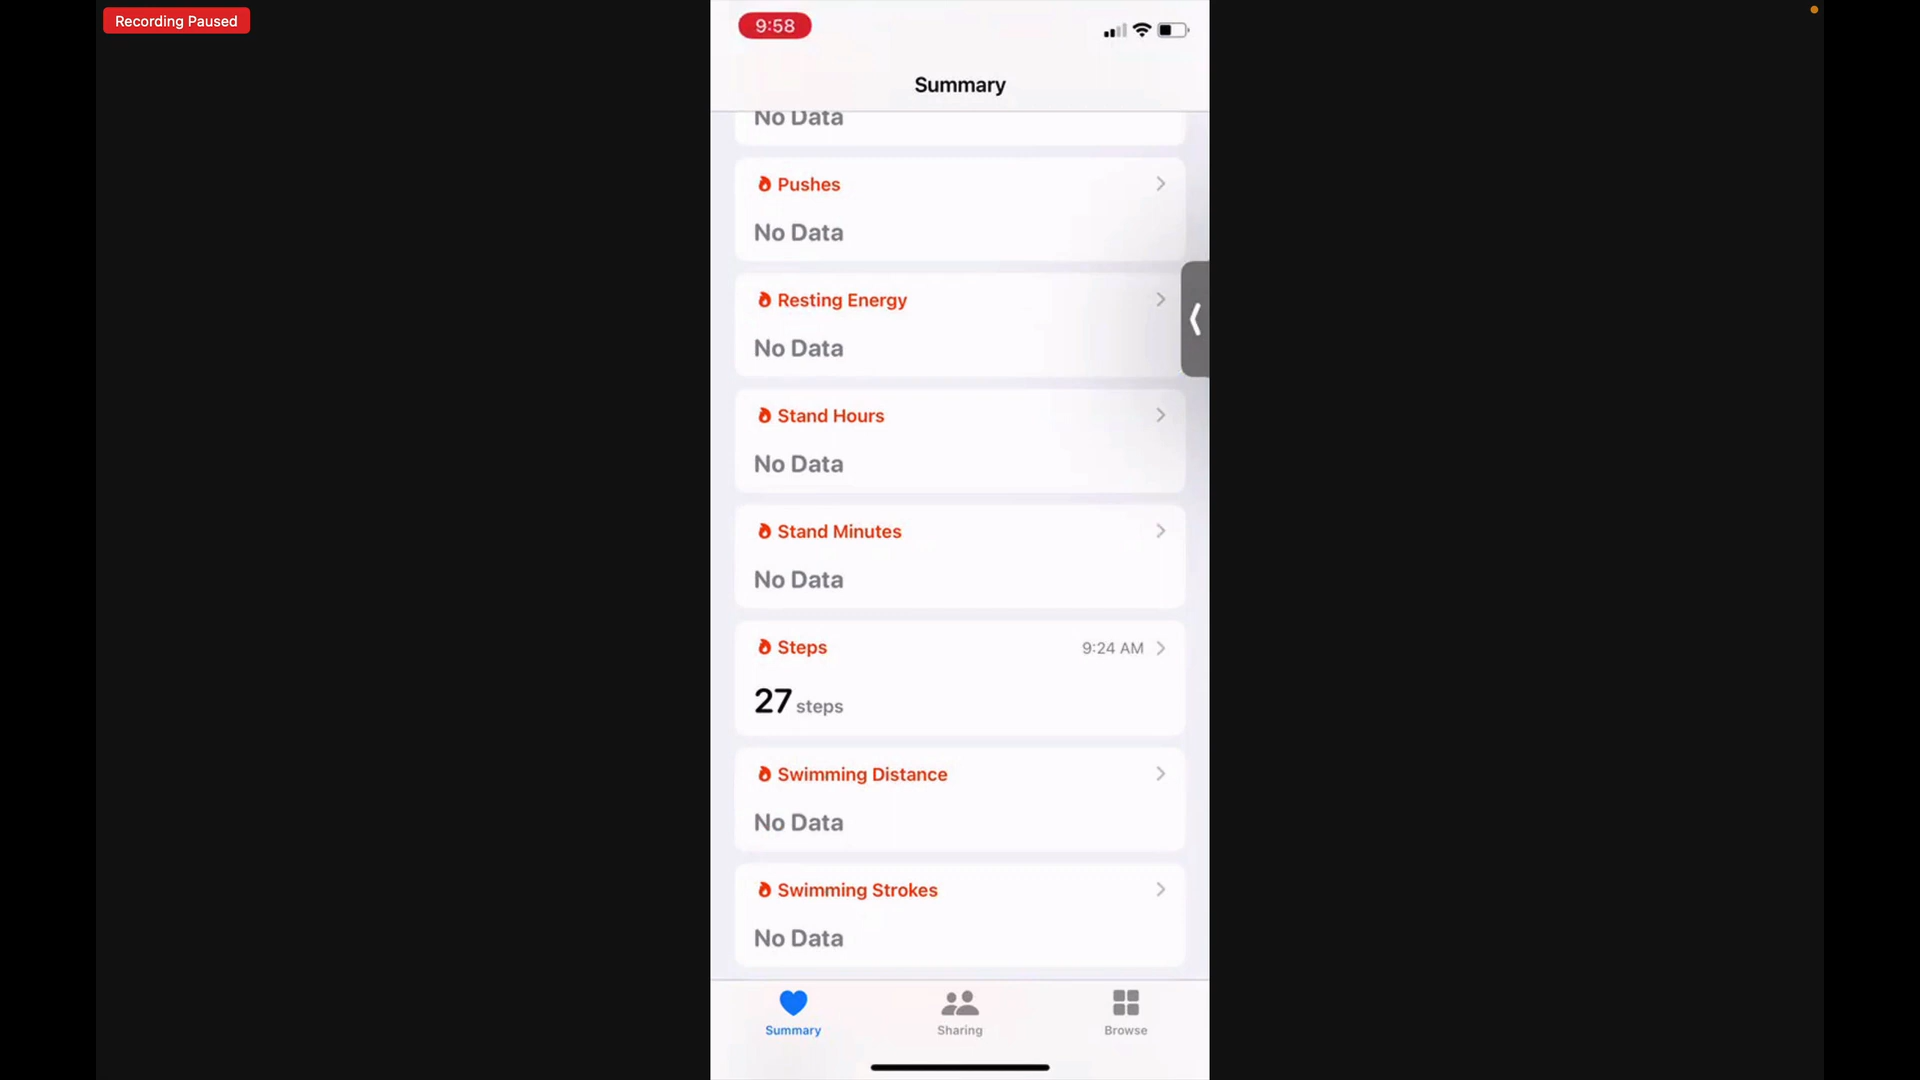 Recording Paused
9:58
Summary
No Data
Pushes
No Data
Resting Energy
No Data
Stand Hours
No Data
Stand Minutes
No Data
Steps 9:24 AM
27 steps
Swimming Distance
No Data
Swimming Strokes
No Data
Summary Sharing Browse